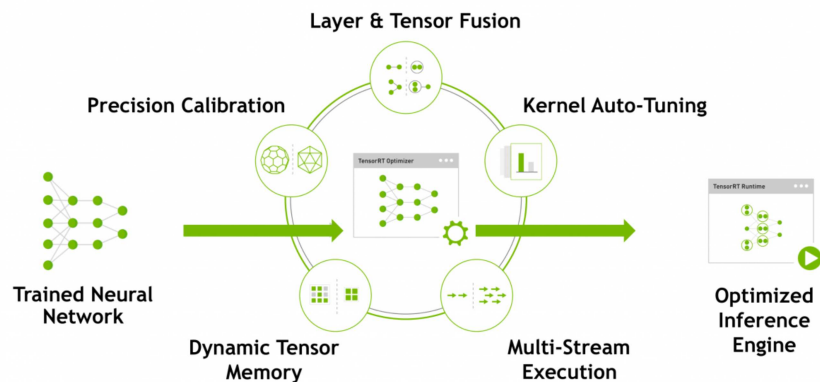 Layer & Tensor Fusion
Precision Calibration
Kernel Auto-Tuning
TensorRT Optimizer
TensorRT Runtime
Trained Neural
Network
Optimized
Inference
Engine
Dynamic Tensor
Memory
Multi-Stream
Execution